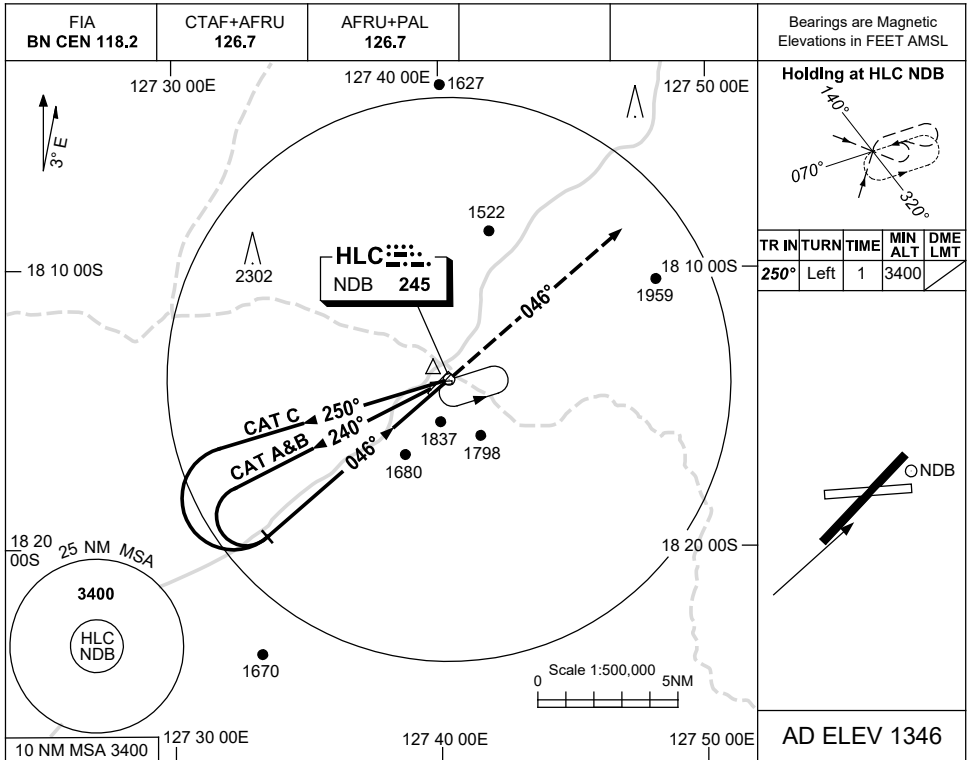 FIA
BN CEN 118.2
CTAF+AFRU
126.7
AFRU+PAL
126.7
Bearings are Magnetic
Elevations in FEET AMSL
127 30 00E
127 40 00E
1627
127 50 00E
3° E
1522
2302
HLC
NDB 245
18 10 00S
18 10 00S
1959
046°
CAT C 250°
CAT A&B 240°
046°
1837
1798
1680
18 20
00S
18 20 00S
25 NM MSA
3400
HLC
NDB
1670
Scale 1:500,000
0
5NM
10 NM MSA 3400
127 30 00E
127 40 00E
127 50 00E
Holding at HLC NDB
140°
070°
320°
TR IN TURN TIME MIN ALT DME LMT
250° Left 1 3400
NDB
AD ELEV 1346